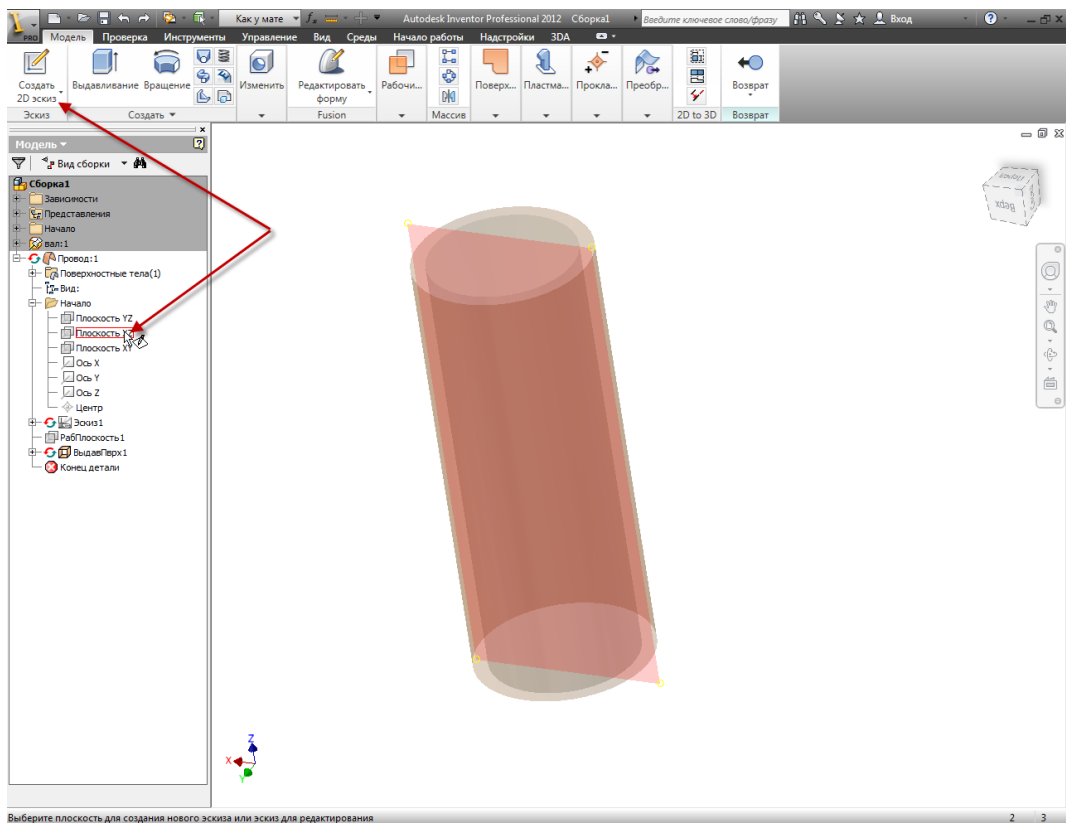 Как у мате Autodesk Inventor Professional 2012 Сборка1 Введите ключевое слово/фразу Вход
PRO Модель Проверка Инструменты Управление Вид Среды Начало работы Надстройки 3DA
Создать 2D эскиз
Выдавливание
Вращение
Изменить
Редактировать форму
Рабочи...
Поверх...
Пластма...
Прокла...
Преобр...
Возврат
Эскиз Создать Fusion Массив 2D to 3D Возврат
Модель
Вид сборки
Сборка1
Зависимости
Представления
Начало
вал:1
Провод:1
Поверхностные тела(1)
Вид:
Начало
Плоскость YZ
Плоскость
Плоскость XY
Ось X
Ось Y
Ось Z
Центр
Эскиз1
РабПлоскость1
ВыдавПврх1
Конец детали
Верх
Z
X
Y
Выберите плоскость для создания нового эскиза или эскиз для редактирования 2 3